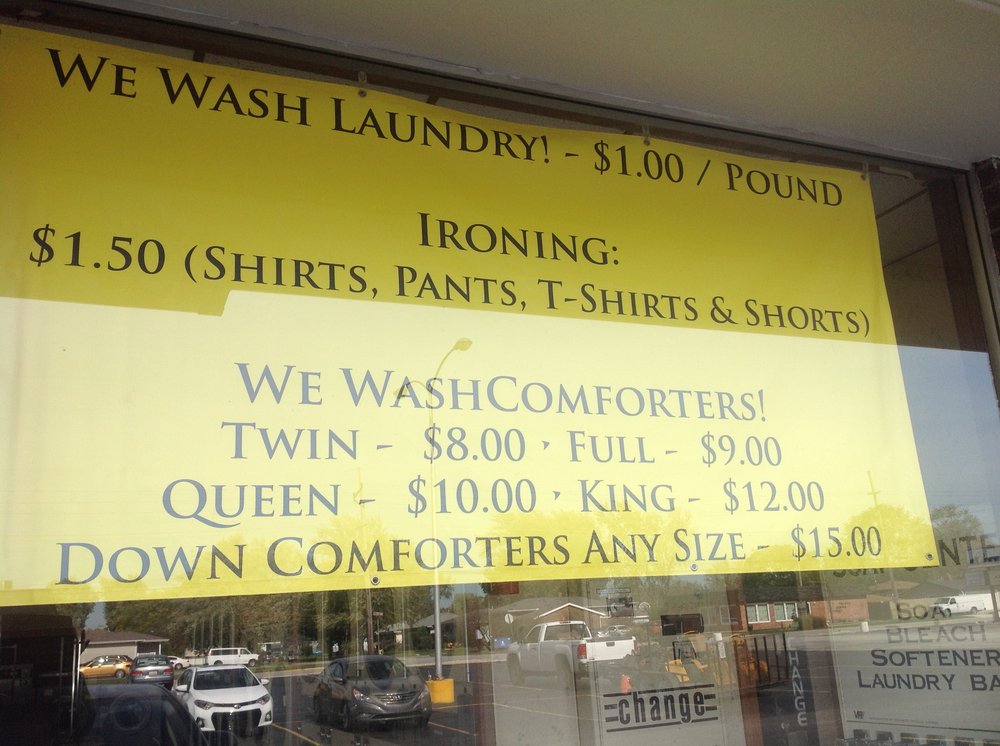 We Wash Laundry! - $1.00 / Pound
Ironing:
$1.50 (Shirts, Pants, T-Shirts & Shorts)
We WashComforters!
Twin - $8.00 · Full - $9.00
Queen - $10.00 · King - $12.00
Down Comforters Any Size - $15.00
change
CHANGE
BLEACH
SOFTENER
LAUNDRY